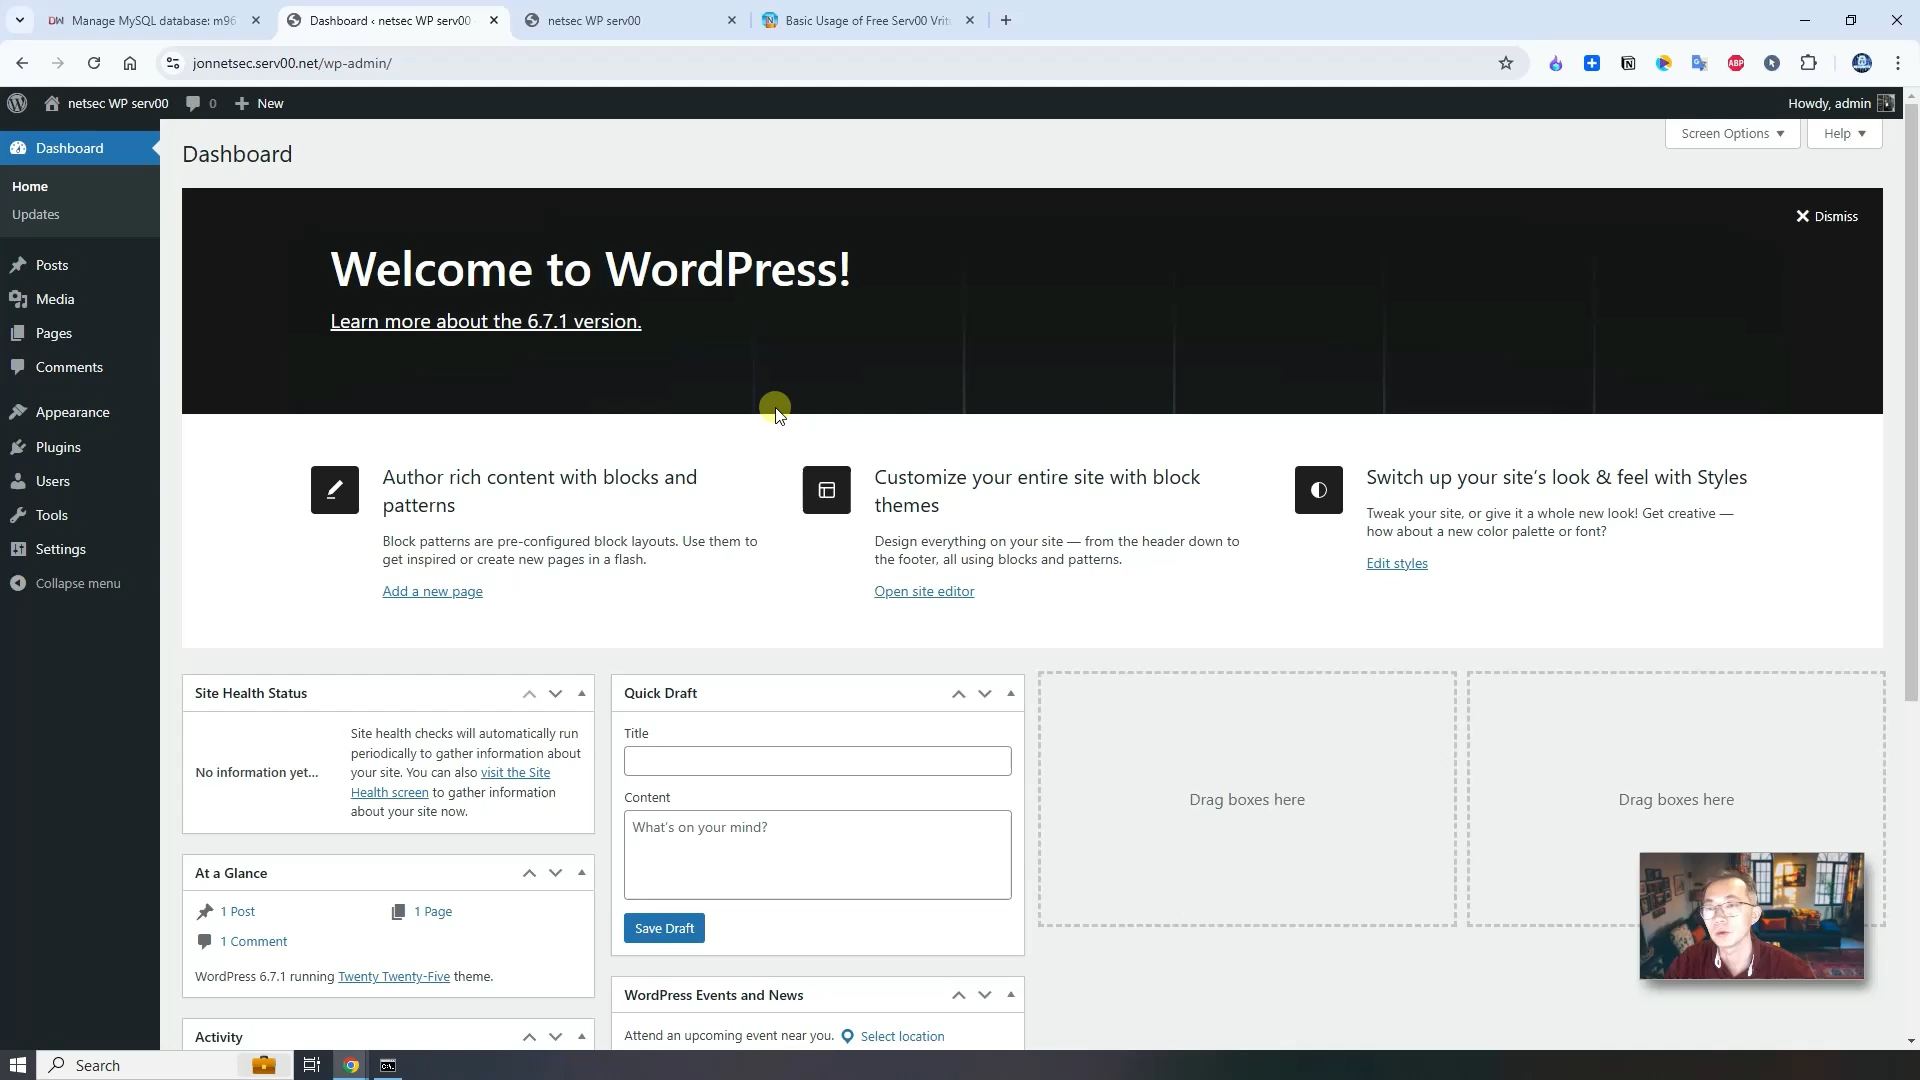 Manage MySQL database: m96
Dashboard ‹ netsec WP serv00
netsec WP serv00
Basic Usage of Free Serv00 Vrit
jonnetsec.serv00.net/wp-admin/
ABP
netsec WP serv00
0
New
Howdy, admin
Dashboard
Home
Updates
Posts
Media
Pages
Comments
Appearance
Plugins
Users
Tools
Settings
Collapse menu
Screen Options
Help
Dashboard
Dismiss
Welcome to WordPress!
Learn more about the 6.7.1 version.
Author rich content with blocks and
patterns
Block patterns are pre-configured block layouts. Use them to
get inspired or create new pages in a flash.
Add a new page
Customize your entire site with block
themes
Design everything on your site — from the header down to
the footer, all using blocks and patterns.
Open site editor
Switch up your site’s look & feel with Styles
Tweak your site, or give it a whole new look! Get creative —
how about a new color palette or font?
Edit styles
Site Health Status
No information yet…
Site health checks will automatically run
periodically to gather information about
your site. You can also visit the Site
Health screen to gather information
about your site now.
At a Glance
1 Post
1 Page
1 Comment
WordPress 6.7.1 running Twenty Twenty-Five theme.
Activity
Quick Draft
Title
Content
What’s on your mind?
Save Draft
WordPress Events and News
Attend an upcoming event near you.
Select location
Drag boxes here
Drag boxes here
Search